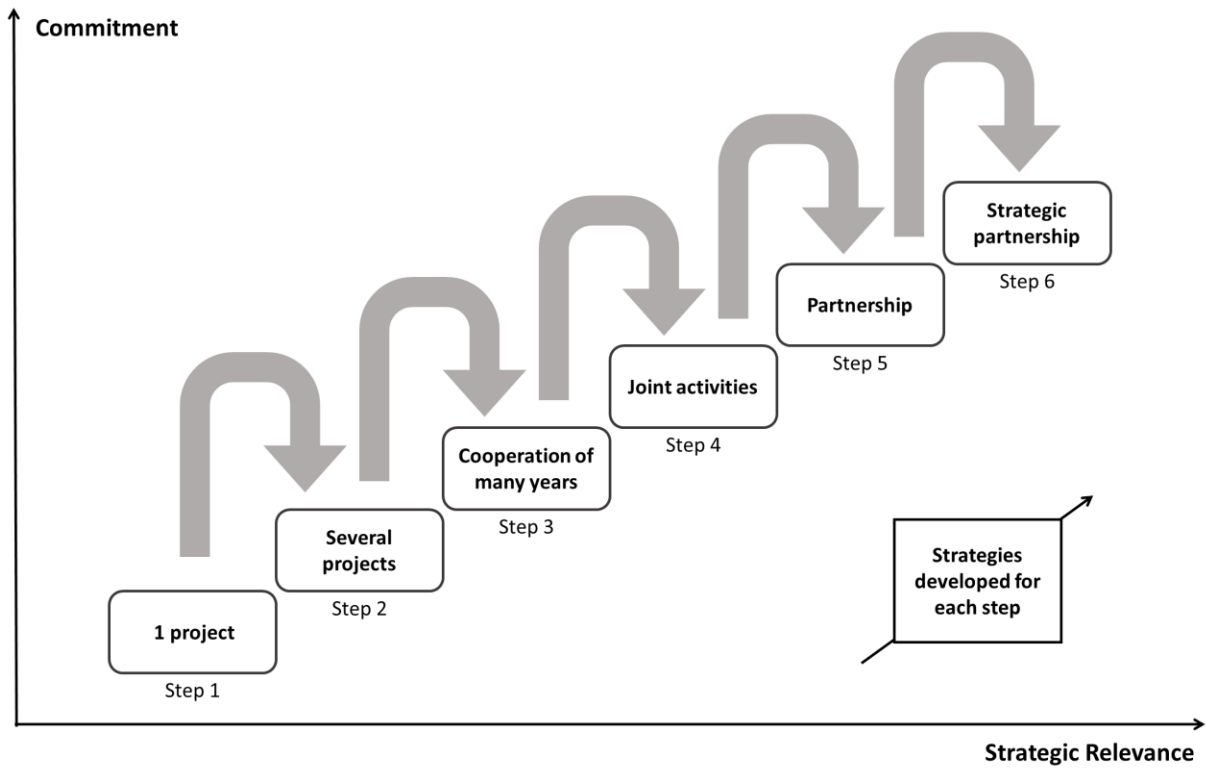 Commitment
Strategic
partnership
Step 6
Partnership
Step 5
Joint activities
Step 4
Cooperation of
many years
Step 3
Several
projects
Step 2
1 project
Step 1
Strategies
developed for
each step
Strategic Relevance